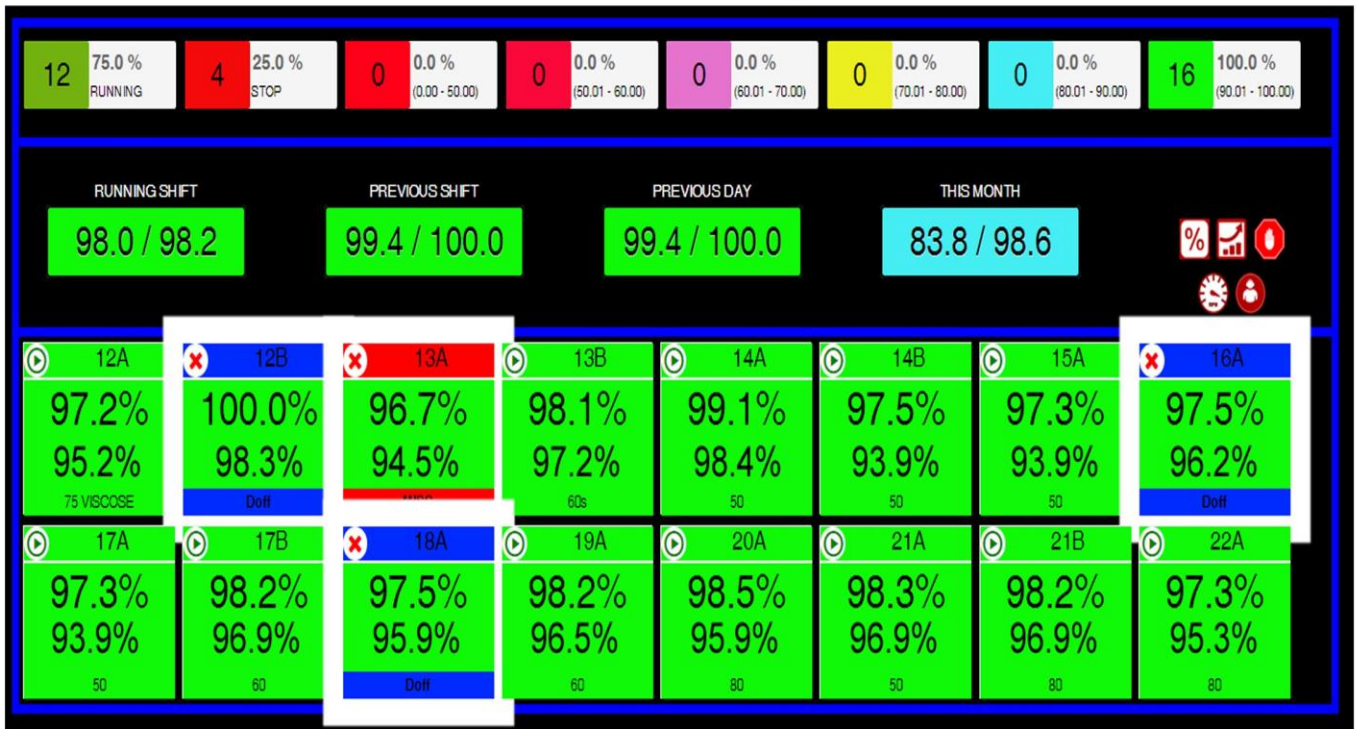 12 75.0 % RUNNING
4 25.0 % STOP
0 0.0 % (0.00 - 50.00)
0 0.0 % (50.01 - 60.00)
0 0.0 % (60.01 - 70.00)
0 0.0 % (70.01 - 80.00)
0 0.0 % (80.01 - 90.00)
16 100.0 % (90.01 - 100.00)
RUNNING SHIFT
98.0 / 98.2
PREVIOUS SHIFT
99.4 / 100.0
PREVIOUS DAY
99.4 / 100.0
THIS MONTH
83.8 / 98.6
%
12A
97.2%
95.2%
75 VISCOSE
12B
100.0%
98.3%
Doff
13A
96.7%
94.5%
13B
98.1%
97.2%
60s
14A
99.1%
98.4%
50
14B
97.5%
93.9%
50
15A
97.3%
93.9%
50
16A
97.5%
96.2%
Doff
17A
97.3%
93.9%
50
17B
98.2%
96.9%
60
18A
97.5%
95.9%
Doff
19A
98.2%
96.5%
60
20A
98.5%
95.9%
80
21A
98.3%
96.9%
50
21B
98.2%
96.9%
80
22A
97.3%
95.3%
80